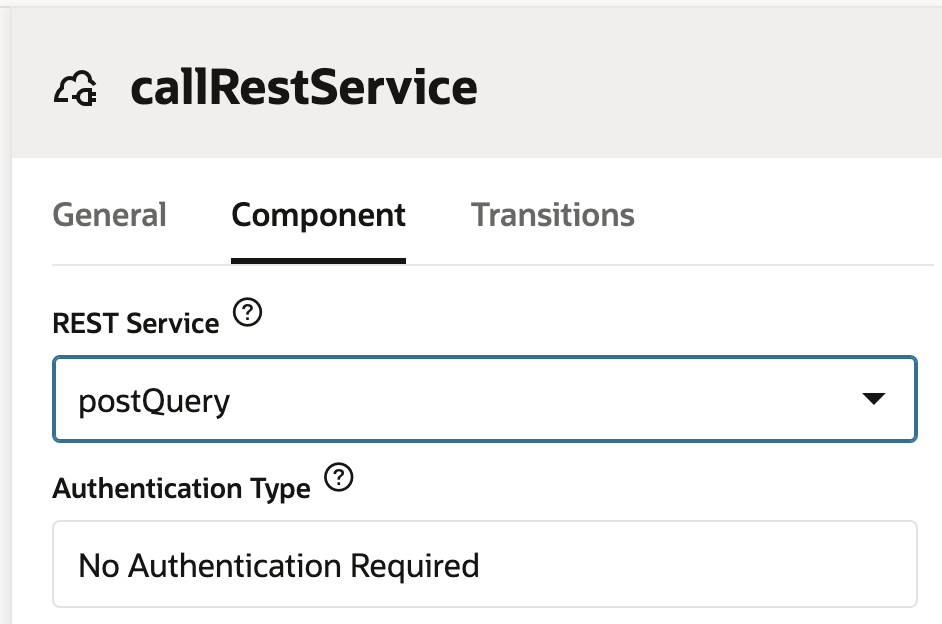 callRestService
General Component Transitions
REST Service ?
postQuery
Authentication Type ?
No Authentication Required